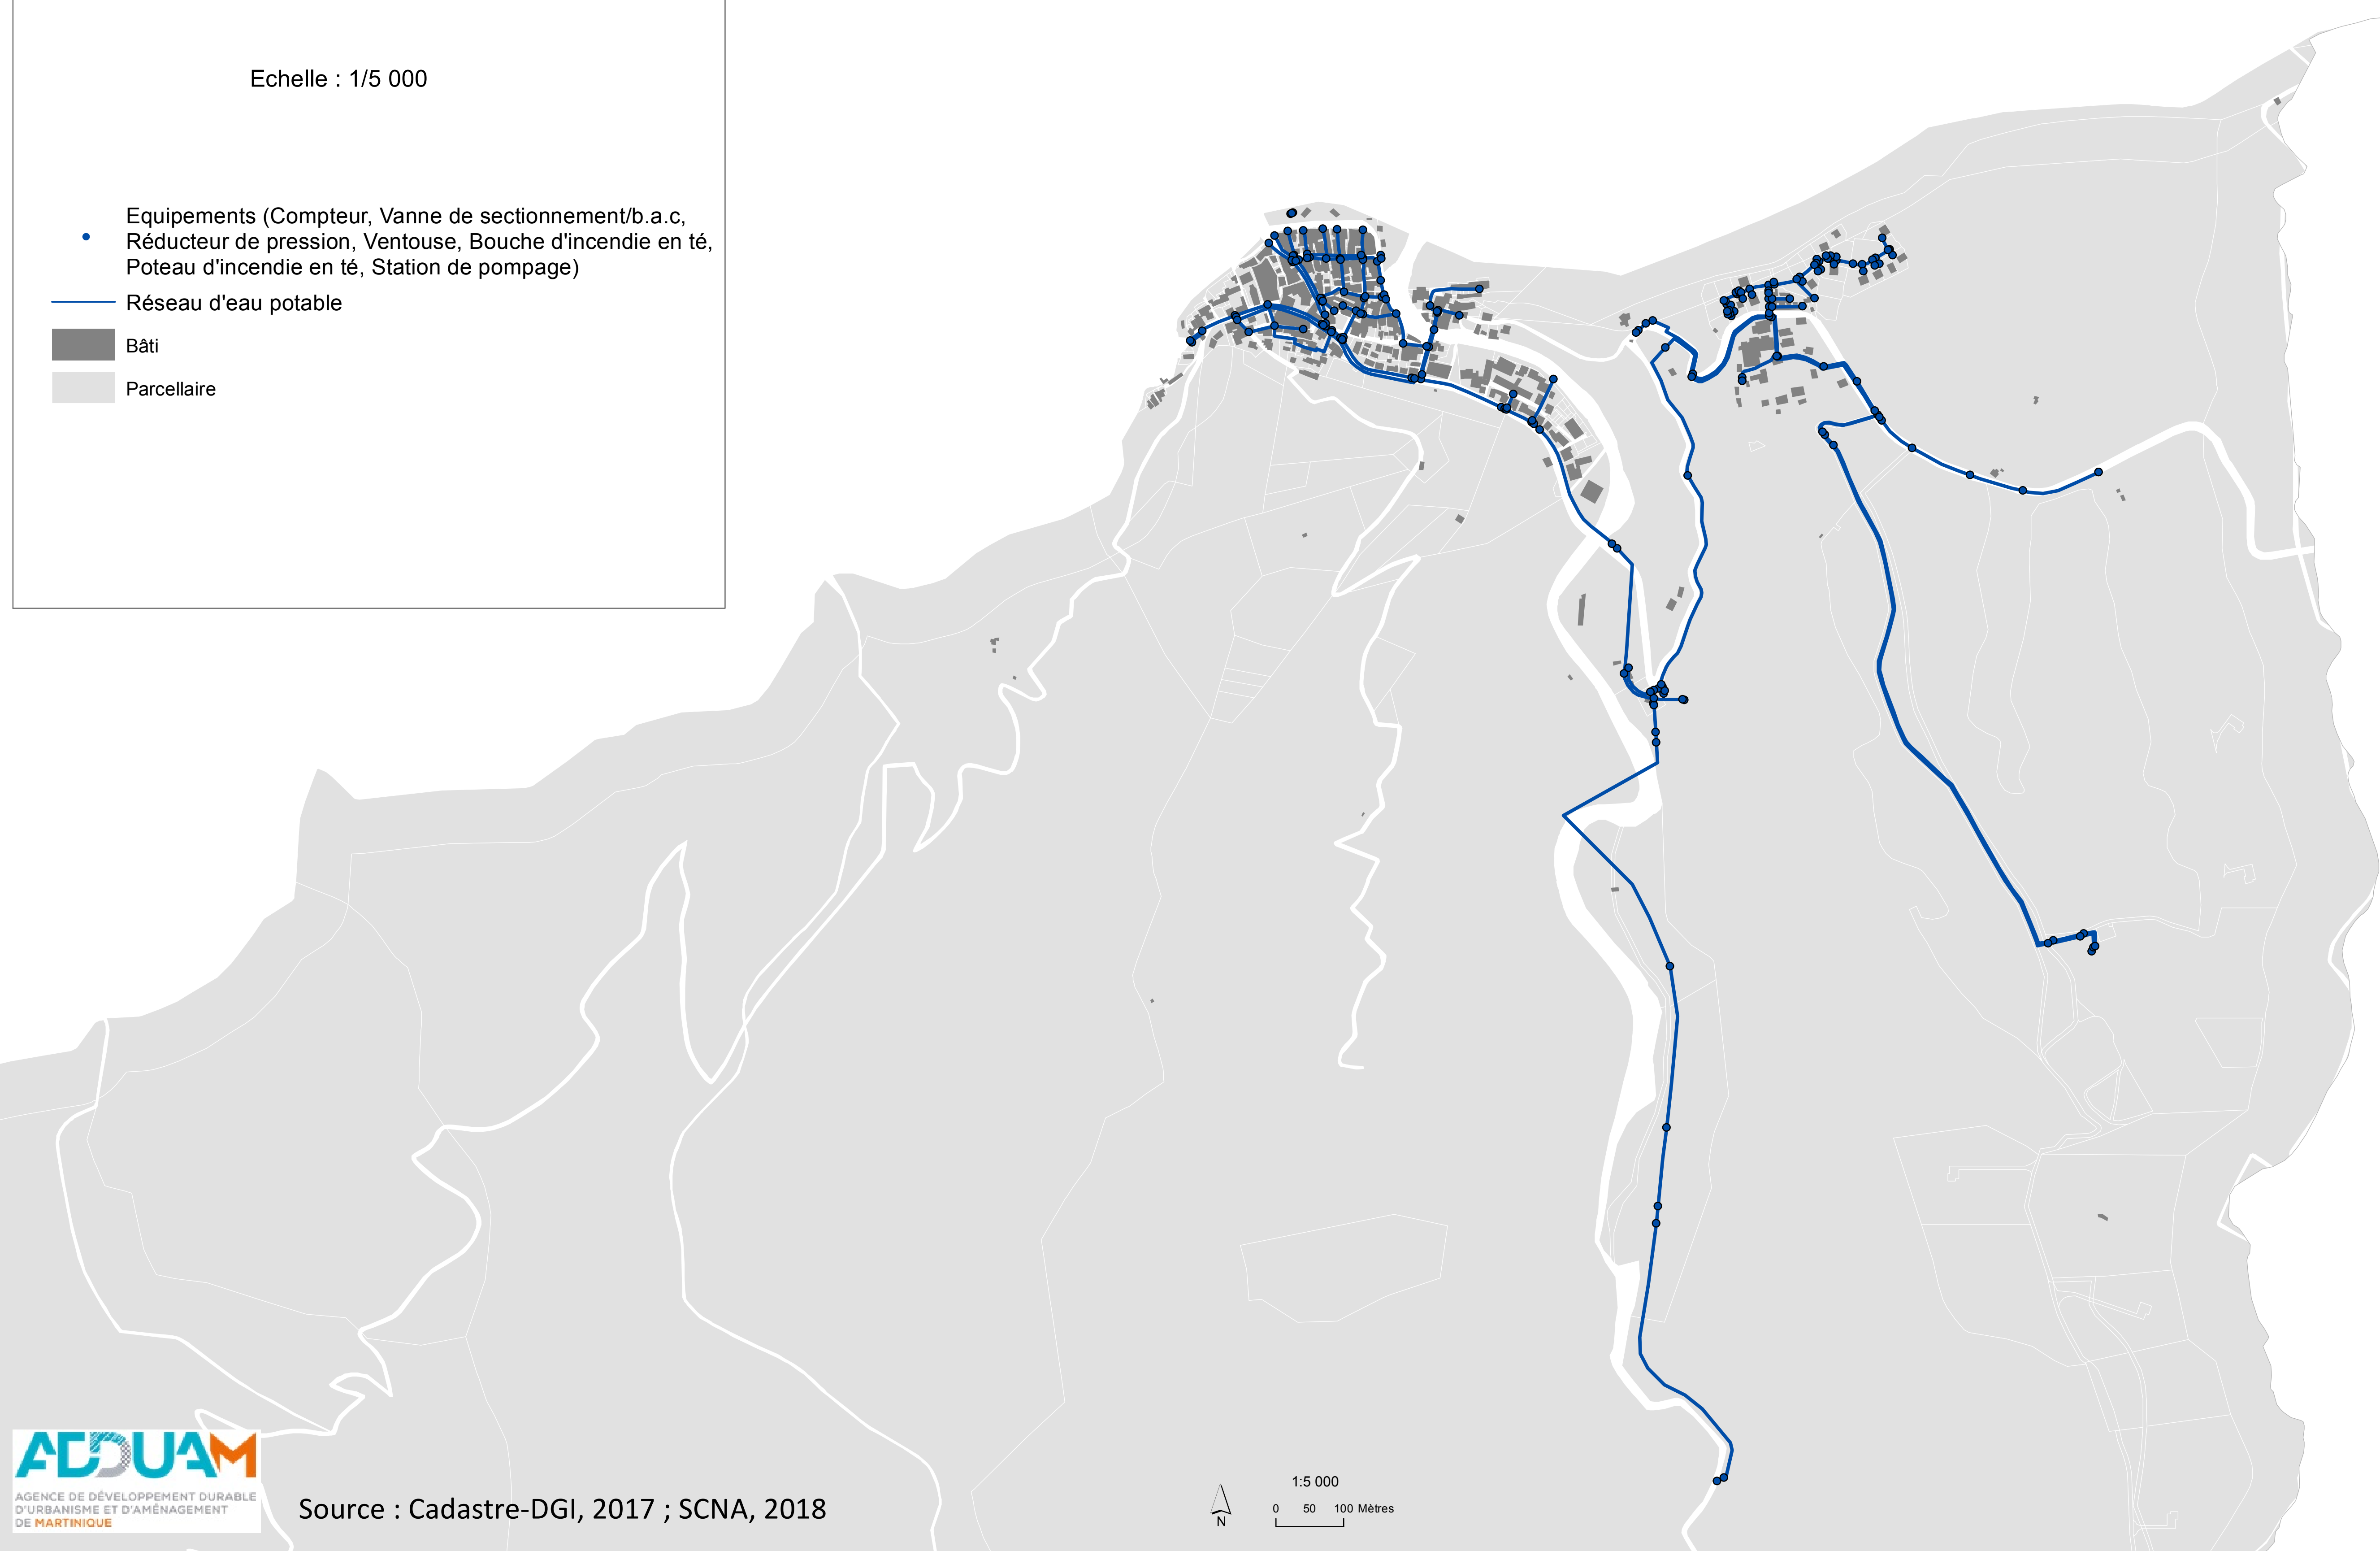 Echelle : 1/5 000
Equipements (Compteur, Vanne de sectionnement/b.a.c,
Réducteur de pression, Ventouse, Bouche d'incendie en té,
Poteau d'incendie en té, Station de pompage)
Réseau d'eau potable
Bâti
Parcellaire
ADDUAM
AGENCE DE DÉVELOPPEMENT DURABLE
D'URBANISME ET D'AMÉNAGEMENT
DE MARTINIQUE
Source : Cadastre-DGI, 2017 ; SCNA, 2018
N
1:5 000
0 50 100 Mètres